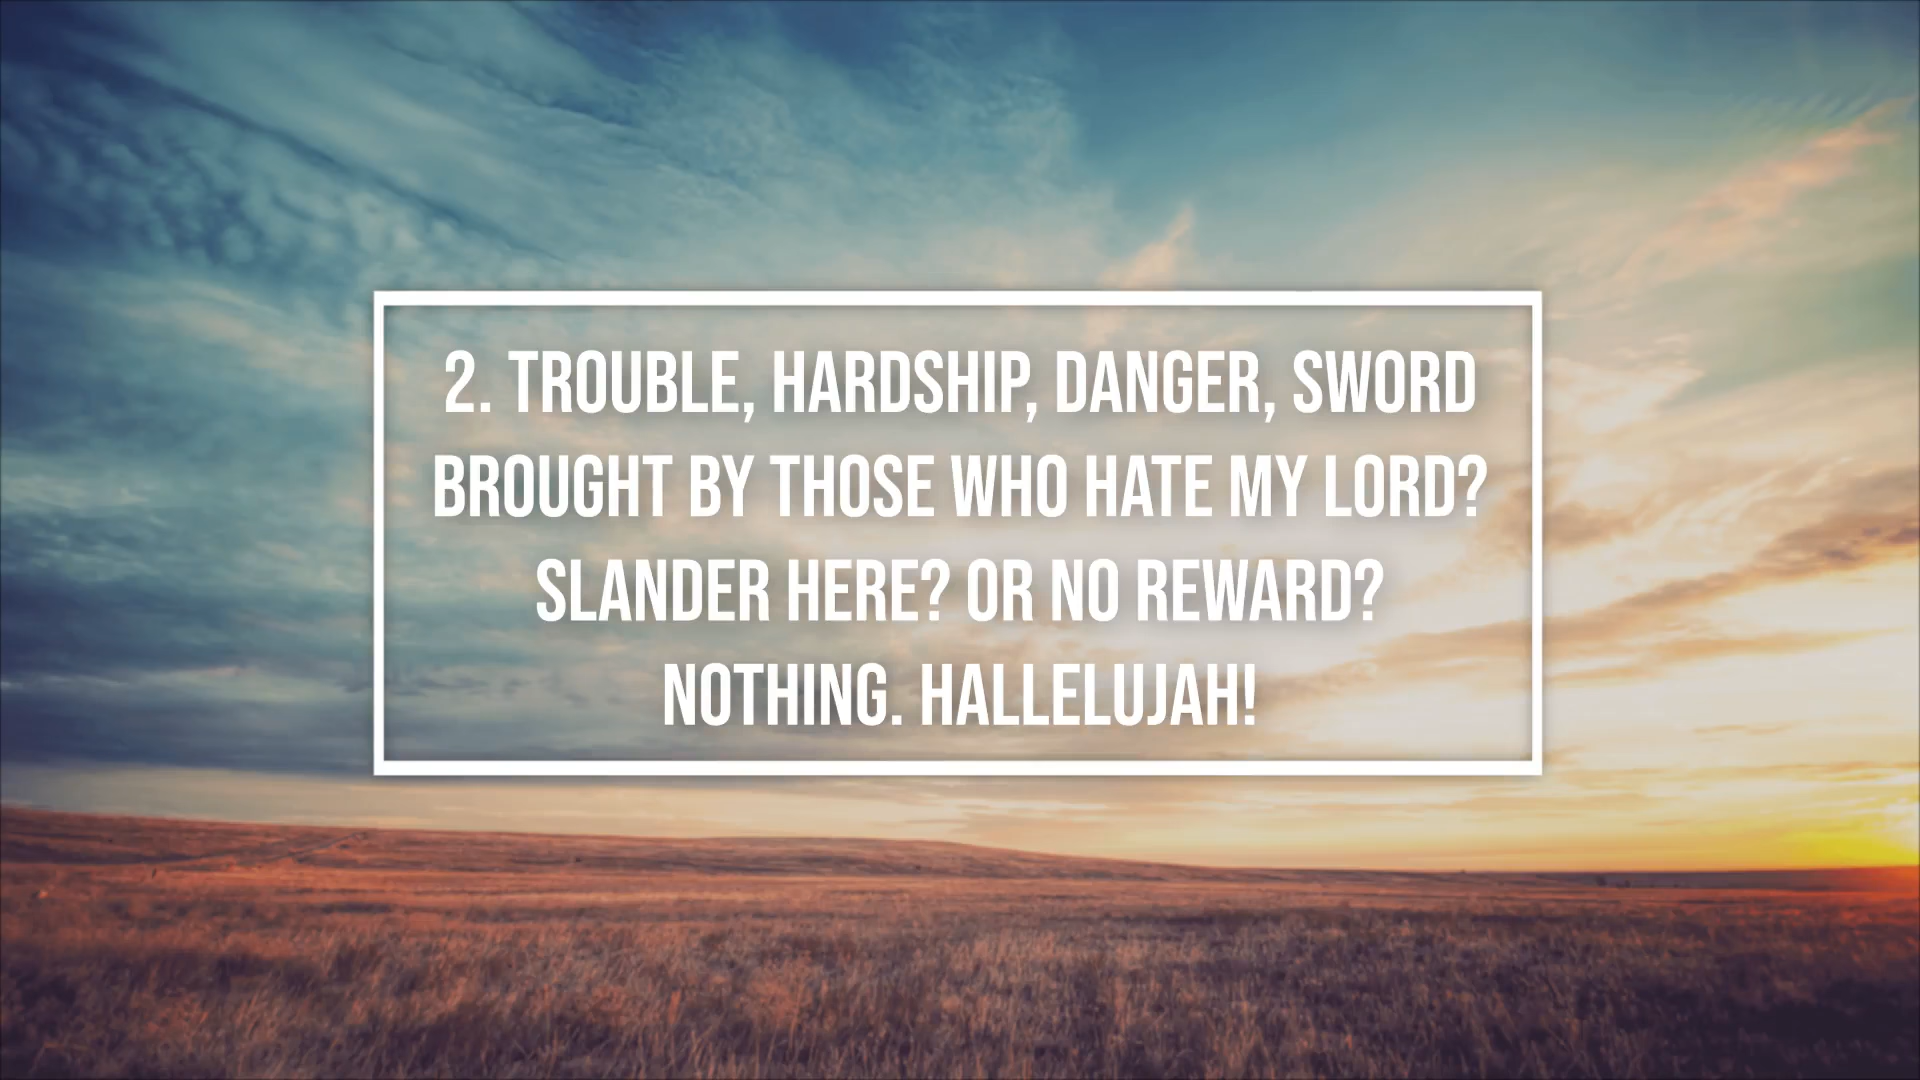 2. TROUBLE, HARDSHIP, DANGER, SWORD
BROUGHT BY THOSE WHO HATE MY LORD?
SLANDER HERE? OR NO REWARD?
NOTHING. HALLELUJAH!